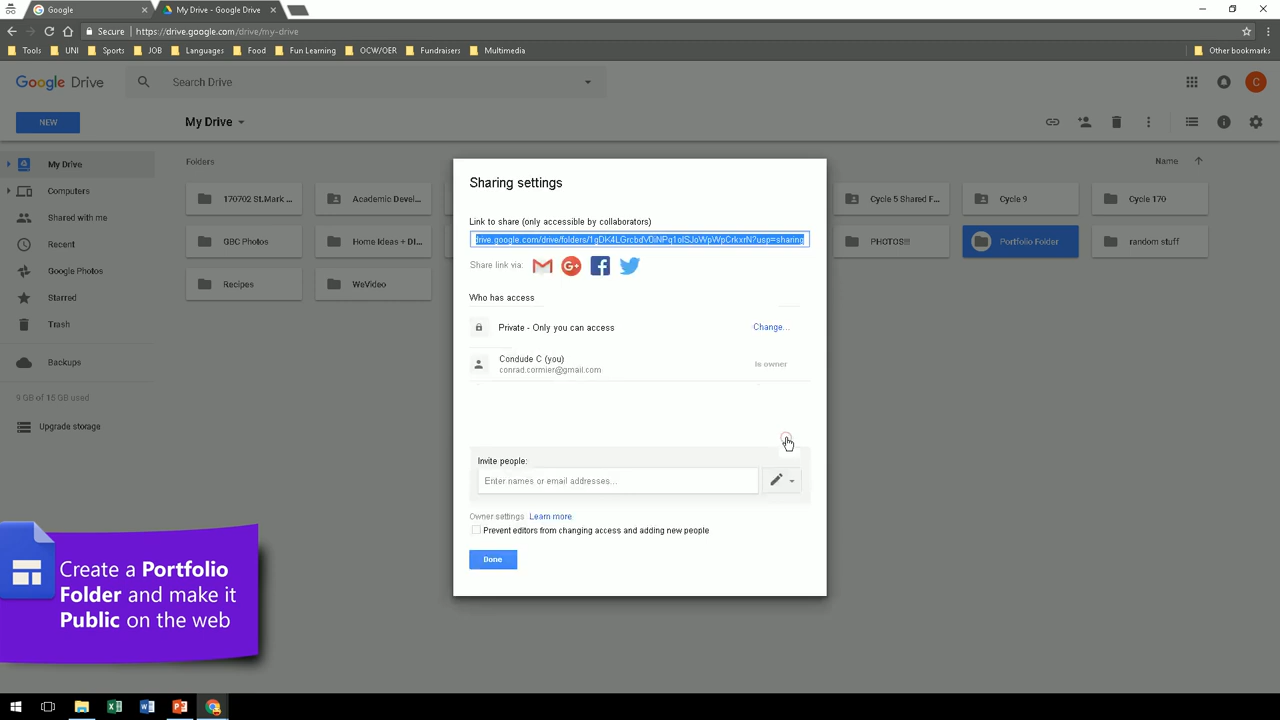 Google
My Drive - Google Drive
Secure https://drive.google.com/drive/my-drive
Tools UNI Sports JOB Languages Food Fun Learning OCW/OER Fundraisers Multimedia Other bookmarks
Google Drive Search Drive C
NEW My Drive
My Drive
Computers
Shared with me
Recent
Google Photos
Starred
Trash
Backups
9 GB of 15 GB used
Upgrade storage
Folders Name
170702 St.Mark ... Academic Devel... Cycle 5 Shared F... Cycle 9 Cycle 170
GBC Photos Home Ideas + DI... PHOTOS!!! Portfolio Folder random stuff
Recipes WeVideo
Sharing settings
Link to share (only accessible by collaborators)
Share link via:
Who has access
Private - Only you can access Change...
Condude C (you)
conrad.cormier@gmail.com
Is owner
Invite people:
Enter names or email addresses...
Owner settings Learn more
Prevent editors from changing access and adding new people
Done
Create a Portfolio
Folder and make it
Public on the web